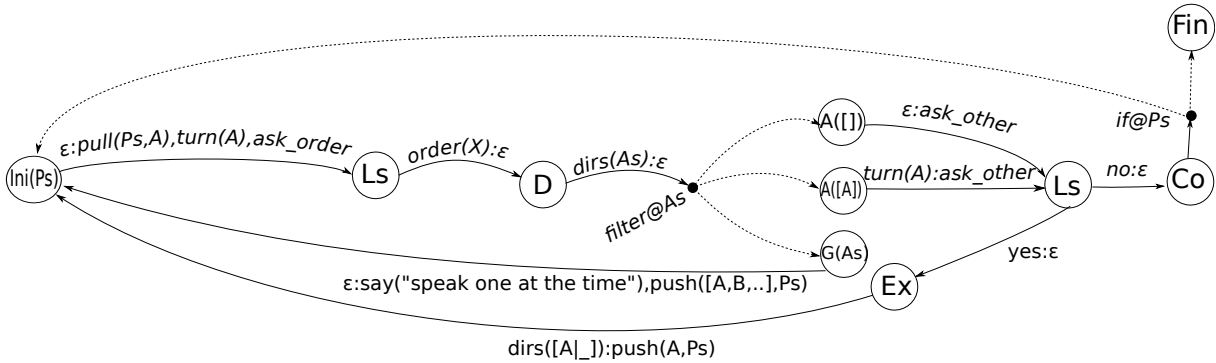 Fin
ε:pull(Ps,A),turn(A),ask_order
Ini(Ps)
Ls
order(X):ε
D
dirs(As):ε
filter@As
A([])
ε:ask_other
A([A])
turn(A):ask_other
G(As)
Ls
no:ε
Co
if@Ps
yes:ε
Ex
ε:say("speak one at the time"),push([A,B,..],Ps)
dirs([A|_]):push(A,Ps)